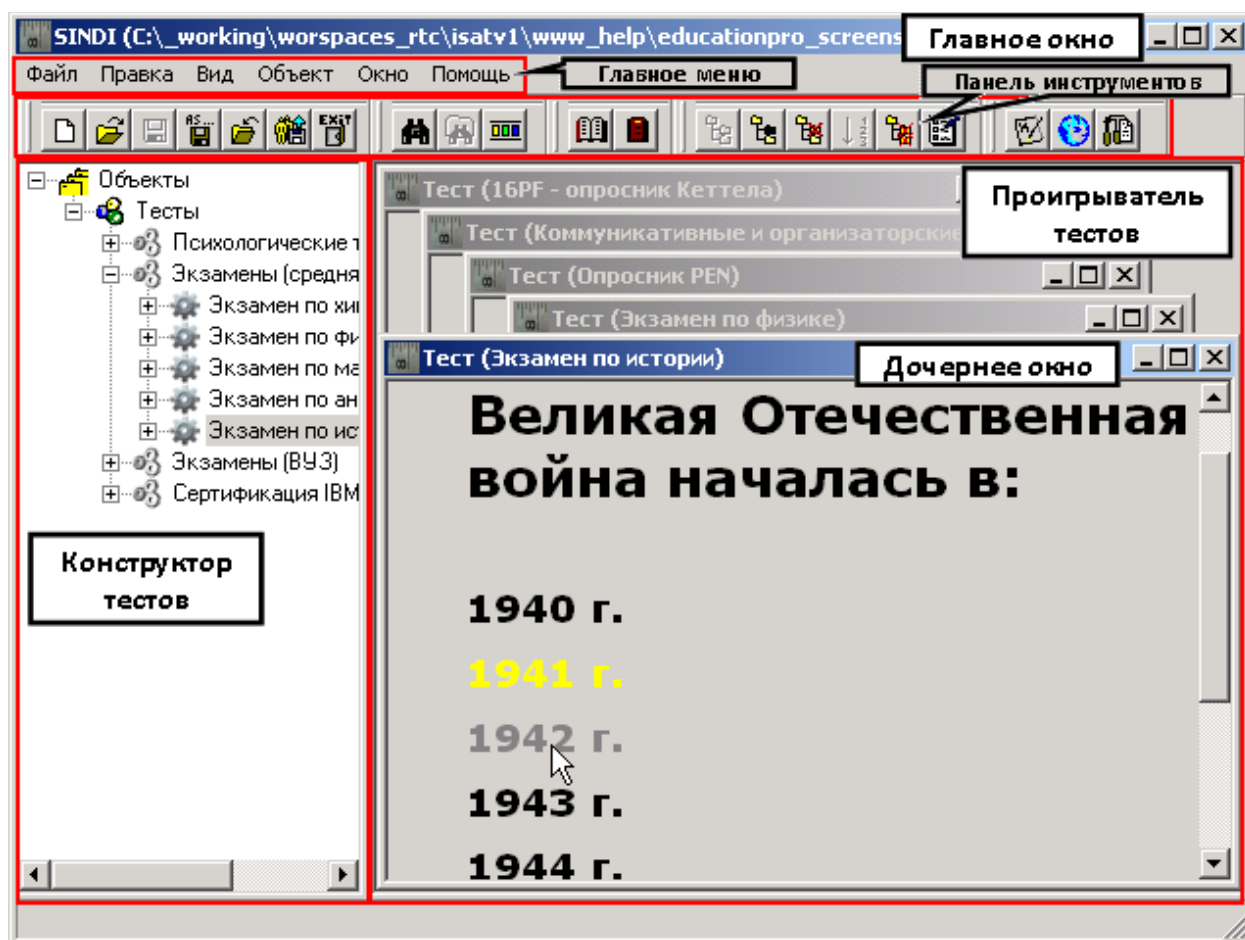 SINDI (C:\_working\worspaces_rtc\isatv1\www_help\educationpro_screens
Главное окно
Файл Правка Вид Объект Окно Помощь
Главное меню
Панель инструментов
AS...
EXiT
Объекты
Тесты
Психологические т
Экзамены (средня
Экзамен по хи
Экзамен по фи
Экзамен по ма
Экзамен по ан
Экзамен по ис
Экзамены (ВУЗ)
Сертификация IBM
Конструктор
тестов
Тест (16PF - опросник Кеттела)
Проигрыватель
тестов
Тест (Коммуникативные и организаторские
Тест (Опросник PEN)
Тест (Экзамен по физике)
Тест (Экзамен по истории)
Дочернее окно
Великая Отечественная
война началась в:
1940 г.
1941 г.
1942 г.
1943 г.
1944 г.